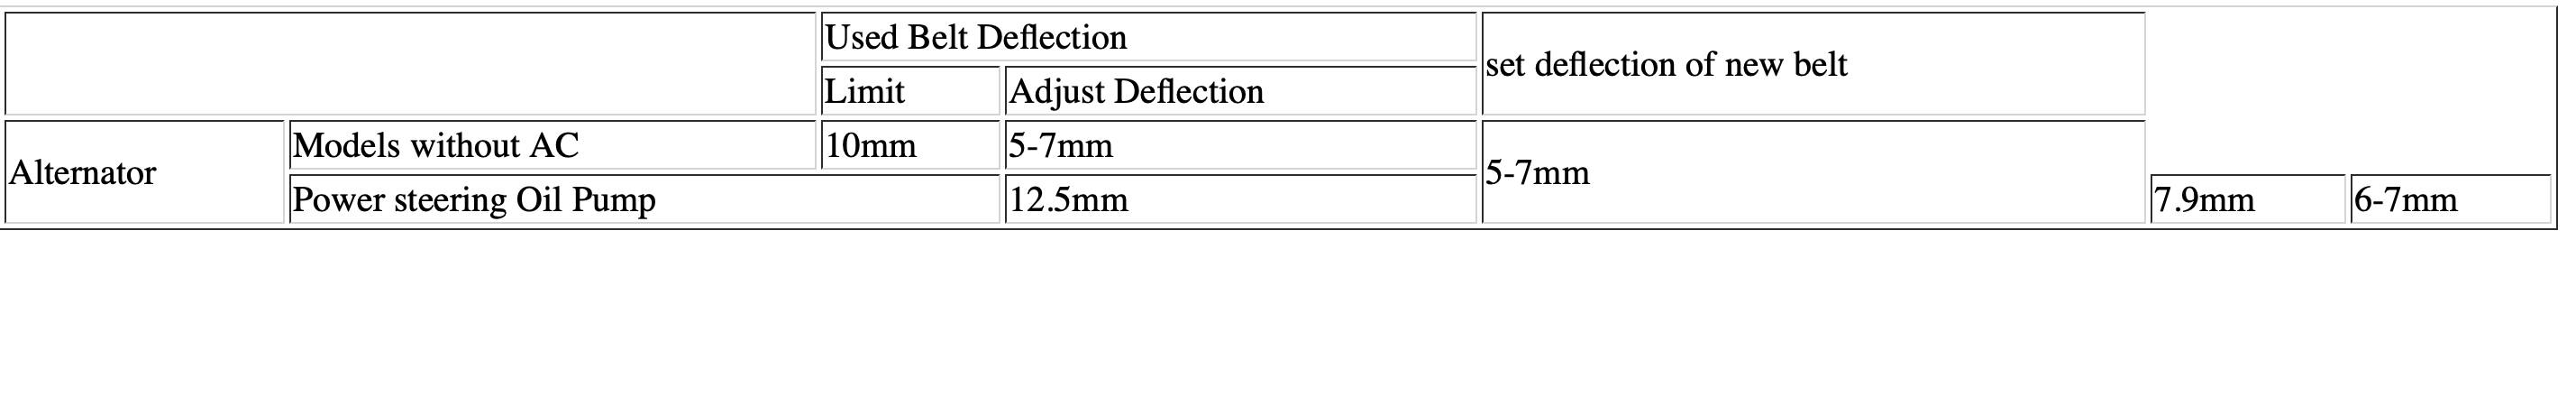 Used Belt Deflection
set deflection of new belt
Limit
Adjust Deflection
Alternator
Models without AC
10mm
5-7mm
5-7mm
Power steering Oil Pump
12.5mm
7.9mm
6-7mm